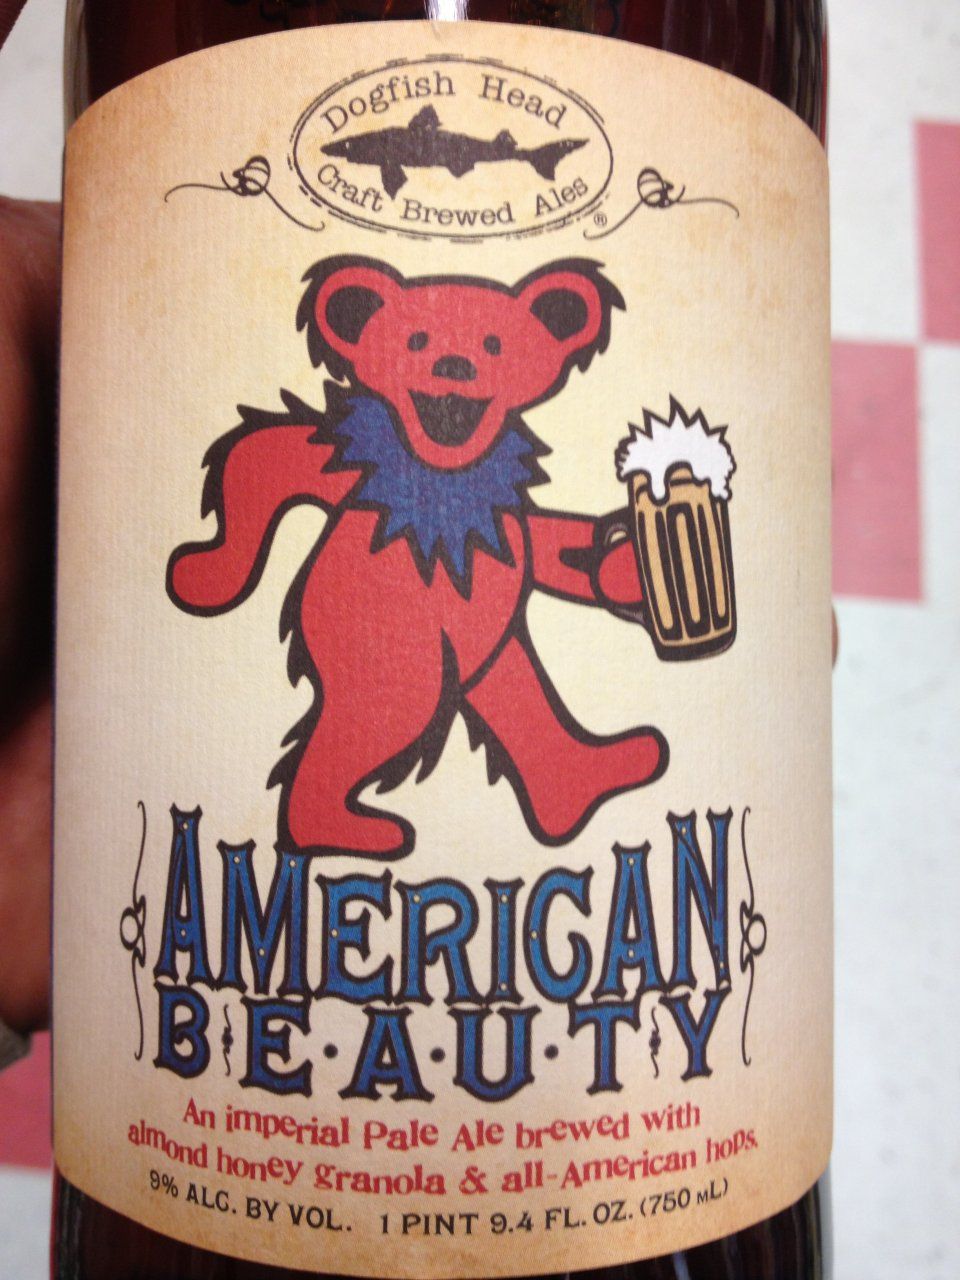 Dogfish Head
Craft Brewed Ales ®
AMERICAN
B·E·A·U·T·Y
An imperial Pale Ale brewed with
almond honey granola & all-American hops.
9% ALC. BY VOL. 1 PINT 9.4 FL. OZ. (750 mL)